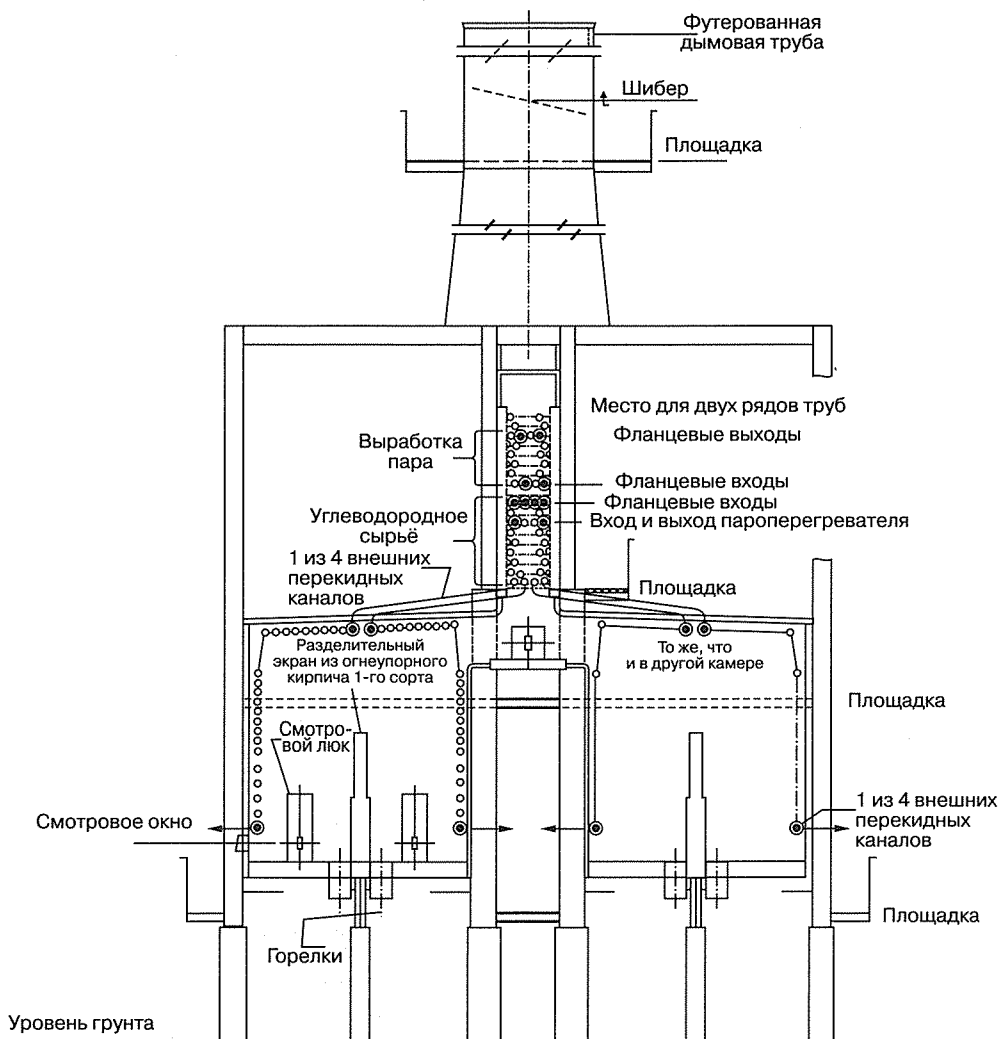 Футерованная
дымовая труба
Шибер
Площадка
Место для двух рядов труб
Фланцевые выходы
Выработка
пара
Фланцевые входы
Фланцевые входы
Углеводородное
сырьё
Вход и выход пароперегревателя
1 из 4 внешних
перекидных
каналов
Площадка
Разделительный
экран из огнеупорного
кирпича 1-го сорта
То же, что
и в другой камере
Площадка
Смотро-
вой люк
Смотровое окно
1 из 4 внешних
перекидных
каналов
Площадка
Горелки
Уровень грунта